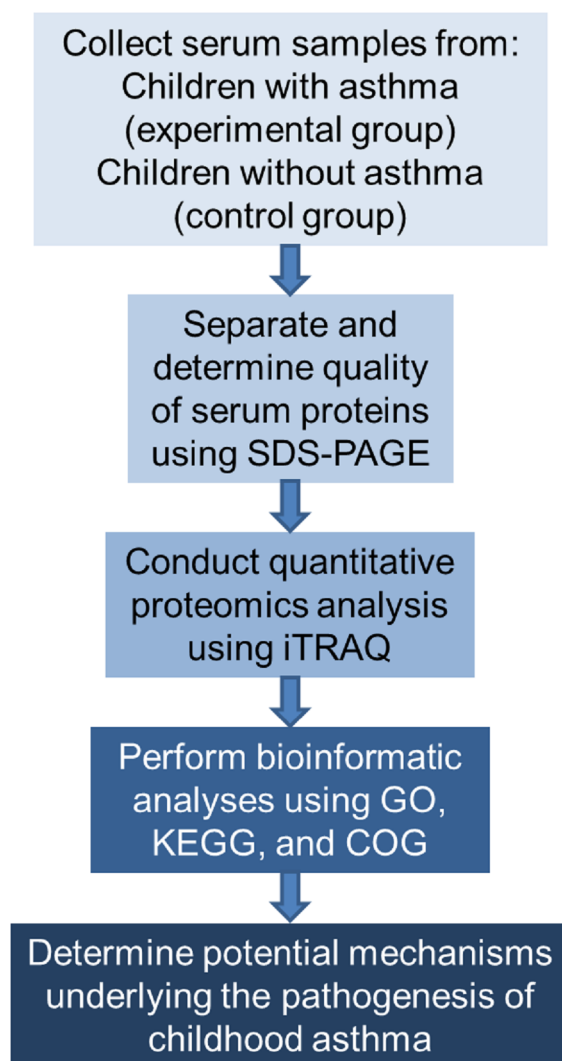 Collect serum samples from:
Children with asthma
(experimental group)
Children without asthma
(control group)
Separate and
determine quality
of serum proteins
using SDS-PAGE
Conduct quantitative
proteomics analysis
using iTRAQ
Perform bioinformatic
analyses using GO,
KEGG, and COG
Determine potential mechanisms
underlying the pathogenesis of
childhood asthma